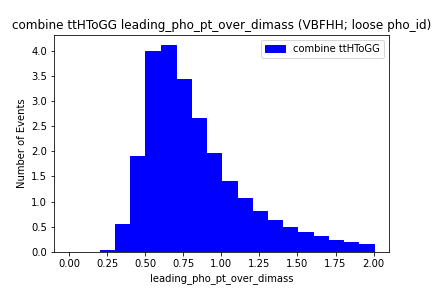 combine ttHToGG leading_pho_pt_over_dimass (VBFHH; loose pho_id)
combine ttHToGG
Number of Events
4.0
3.5
3.0
2.5
2.0
1.5
1.0
0.5
0.0
0.00 0.25 0.50 0.75 1.00 1.25 1.50 1.75 2.00
leading_pho_pt_over_dimass